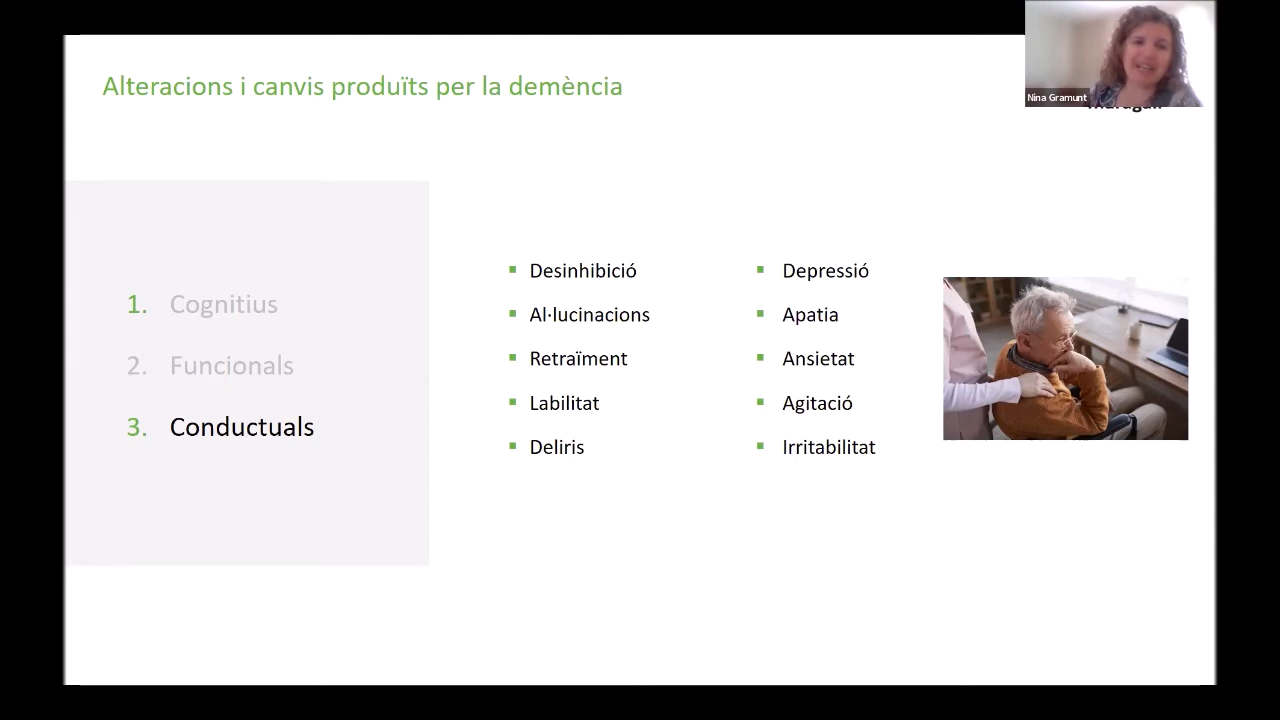 Alteracions i canvis produïts per la demència
Nina Gramunt
1. Cognitius
2. Funcionals
3. Conductuals
Desinhibició
Al·lucinacions
Retraïment
Labilitat
Deliris
Depressió
Apatia
Ansietat
Agitació
Irritabilitat